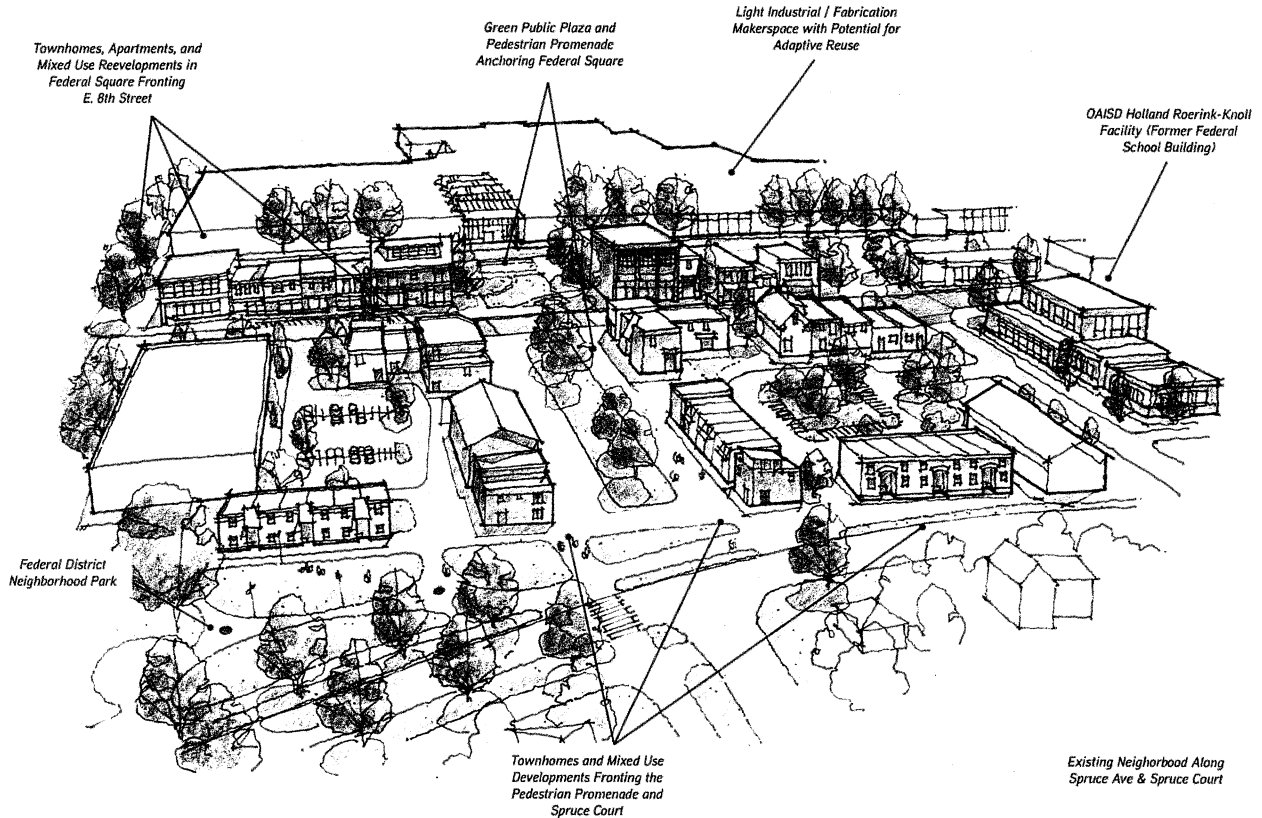 Light Industrial / Fabrication
Makerspace with Potential for
Adaptive Reuse
Green Public Plaza and
Pedestrian Promenade
Anchoring Federal Square
Townhomes, Apartments, and
Mixed Use Reevelopments in
Federal Square Fronting
E. 8th Street
OAISD Holland Roerink-Knoll
Facility (Former Federal
School Building)
Federal District
Neighborhood Park
Townhomes and Mixed Use
Developments Fronting the
Pedestrian Promenade and
Spruce Court
Existing Neighorbood Along
Spruce Ave & Spruce Court